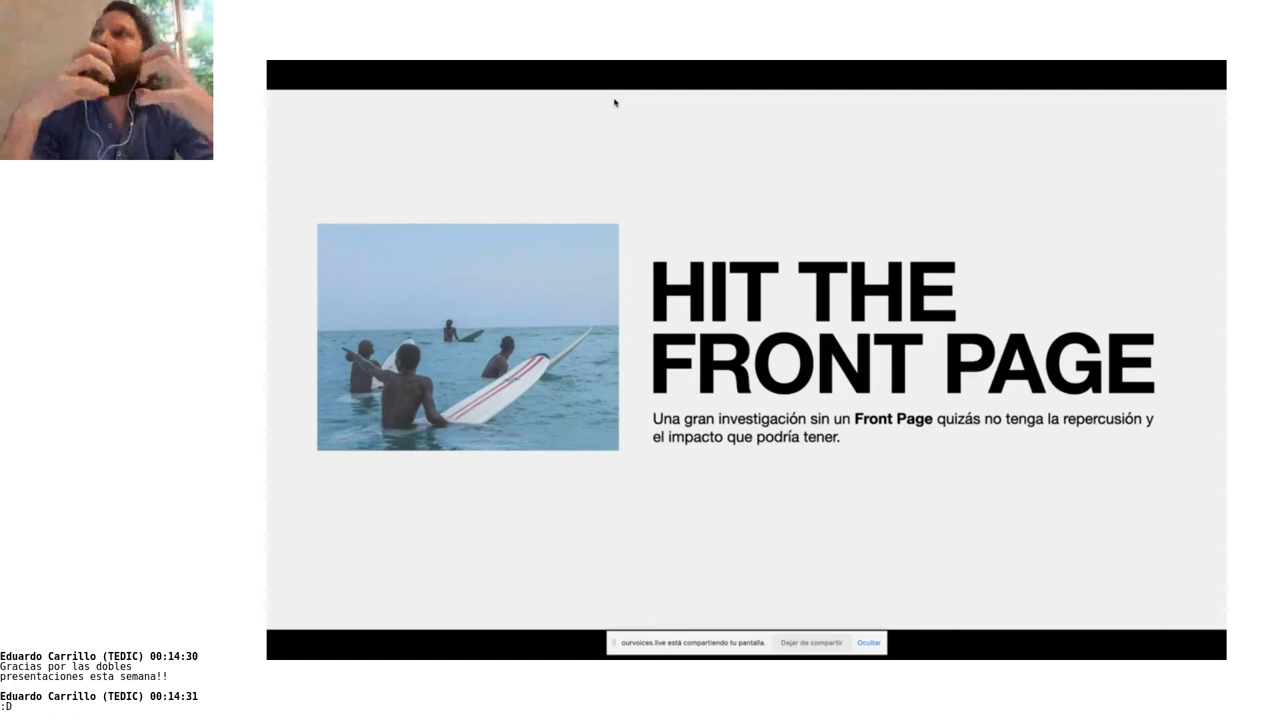 HIT THE
FRONT PAGE
Una gran investigación sin un Front Page quizás no tenga la repercusión y
el impacto que podría tener.
ourvoices.live está compartiendo tu pantalla.
Dejar de compartir
Ocultar
Eduardo Carrillo (TEDIC) 00:14:30
Gracias por las dobles
presentaciones esta semana!!
Eduardo Carrillo (TEDIC) 00:14:31
:D